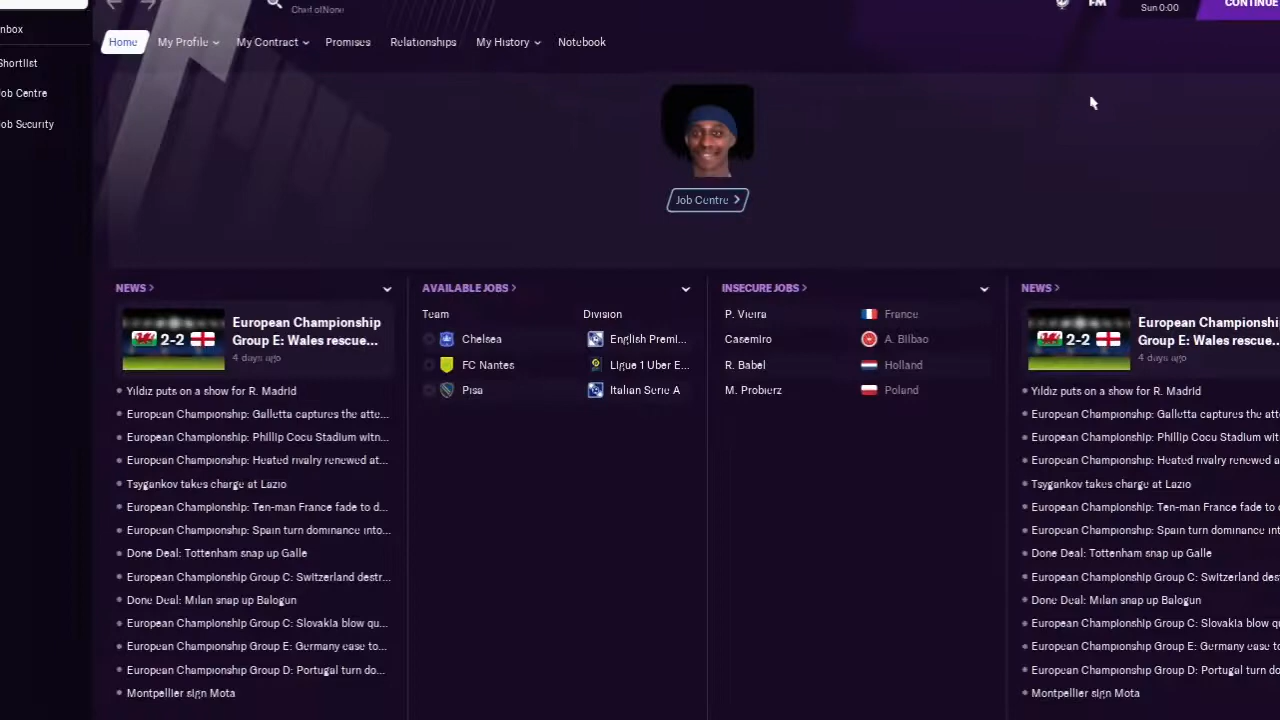 Sun 0:00
CONTINUE
nbox
Shortlist
ob Centre
ob Security
Home My Profile My Contract Promises Relationships My History Notebook
Job Centre
NEWS
2-2
European Championship
Group E: Wales rescue...
4 days ago
Yıldız puts on a show for R. Madrid
European Championship: Galletta captures the atte...
European Championship: Phillip Cocu Stadium witn...
European Championship: Heated rivalry renewed at...
Tsygankov takes charge at Lazio
European Championship: Ten-man France fade to d...
European Championship: Spain turn dominance into...
Done Deal: Tottenham snap up Galle
European Championship Group C: Switzerland destr...
Done Deal: Milan snap up Balogun
European Championship Group C: Slovakia blow qu...
European Championship Group E: Germany ease to...
European Championship Group D: Portugal turn do...
Montpellier sign Mota
AVAILABLE JOBS
Team Division
Chelsea English Premi...
FC Nantes Ligue 1 Uber E...
Pisa Italian Serie A
INSECURE JOBS
P. Vieira France
Casemiro A. Bilbao
R. Babel Holland
M. Probierz Poland
NEWS
2-2
European Championshi
Group E: Wales rescue...
4 days ago
Yıldız puts on a show for R. Madrid
European Championship: Galletta captures the atte
European Championship: Phillip Cocu Stadium wit
European Championship: Heated rivalry renewed a
Tsygankov takes charge at Lazio
European Championship: Ten-man France fade to
European Championship: Spain turn dominance int
Done Deal: Tottenham snap up Galle
European Championship Group C: Switzerland des
Done Deal: Milan snap up Balogun
European Championship Group C: Slovakia blow q
European Championship Group E: Germany ease to
European Championship Group D: Portugal turn do
Montpellier sign Mota